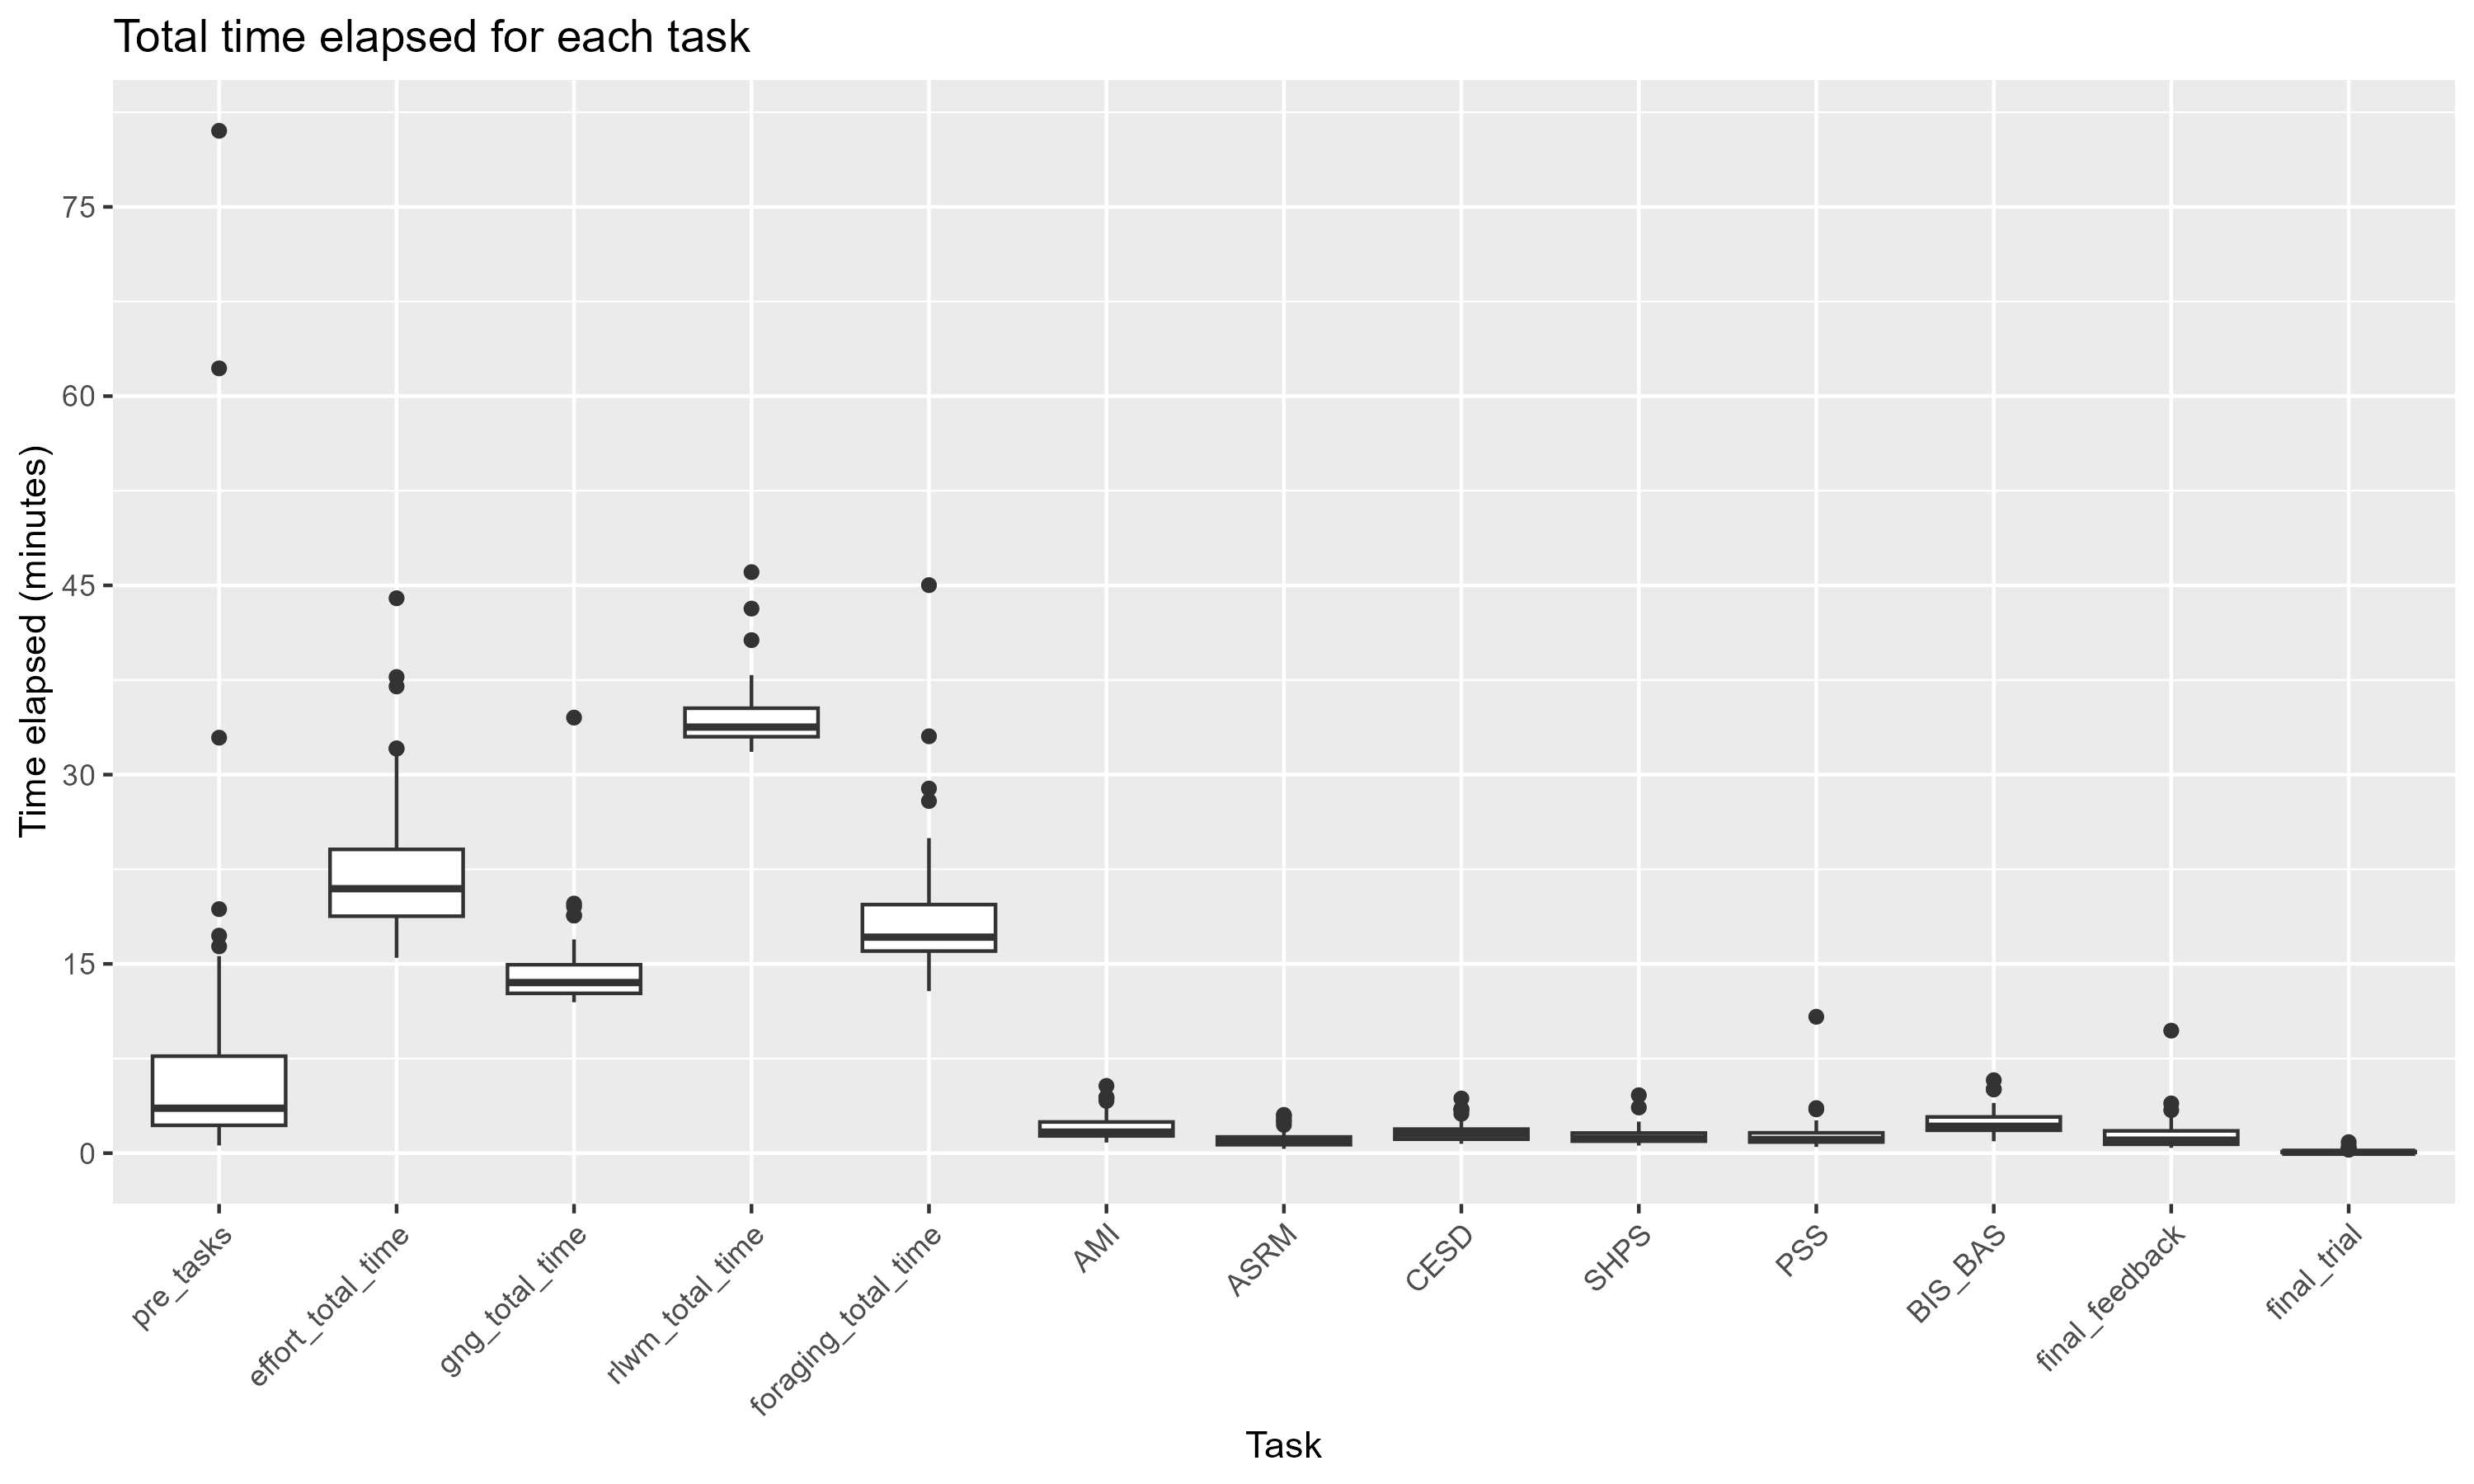 Total time elapsed for each task
Time elapsed (minutes)
75
60
45
30
15
0
pre_tasks
effort_total_time
gng_total_time
rlwm_total_time
foraging_total_time
AMI
ASRM
CESD
SHPS
PSS
BIS_BAS
final_feedback
final_trial
Task